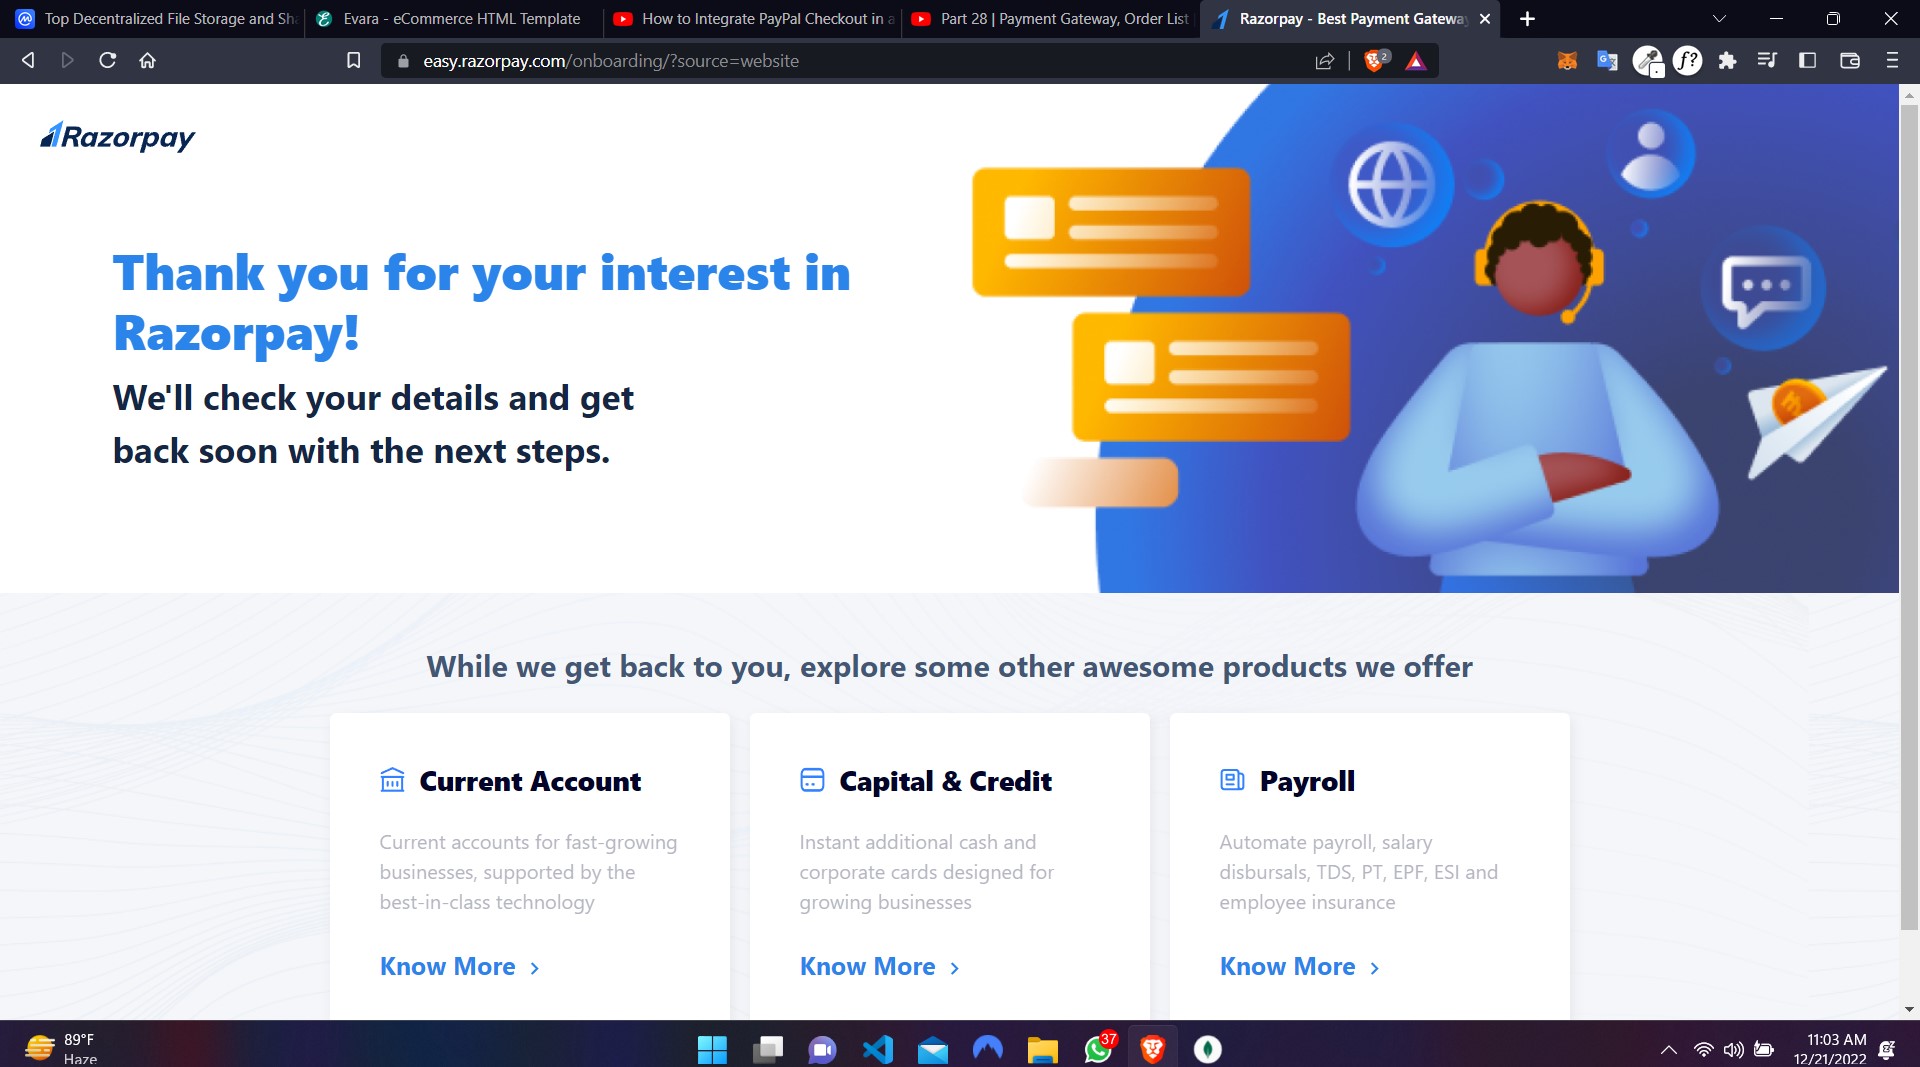 Top Decentralized File Storage and Sha
Evara - eCommerce HTML Template
How to Integrate PayPal Checkout in a
Part 28 | Payment Gateway, Order List
Razorpay - Best Payment Gateway
easy.razorpay.com/onboarding/?source=website
2
G
f?
Razorpay
Thank you for your interest in
Razorpay!
We'll check your details and get
back soon with the next steps.
₹
While we get back to you, explore some other awesome products we offer
Current Account
Current accounts for fast-growing
businesses, supported by the
best-in-class technology
Know More >
Capital & Credit
Instant additional cash and
corporate cards designed for
growing businesses
Know More >
Payroll
Automate payroll, salary
disbursals, TDS, PT, EPF, ESI and
employee insurance
Know More >
89°F
Haze
37
11:03 AM
12/21/2022